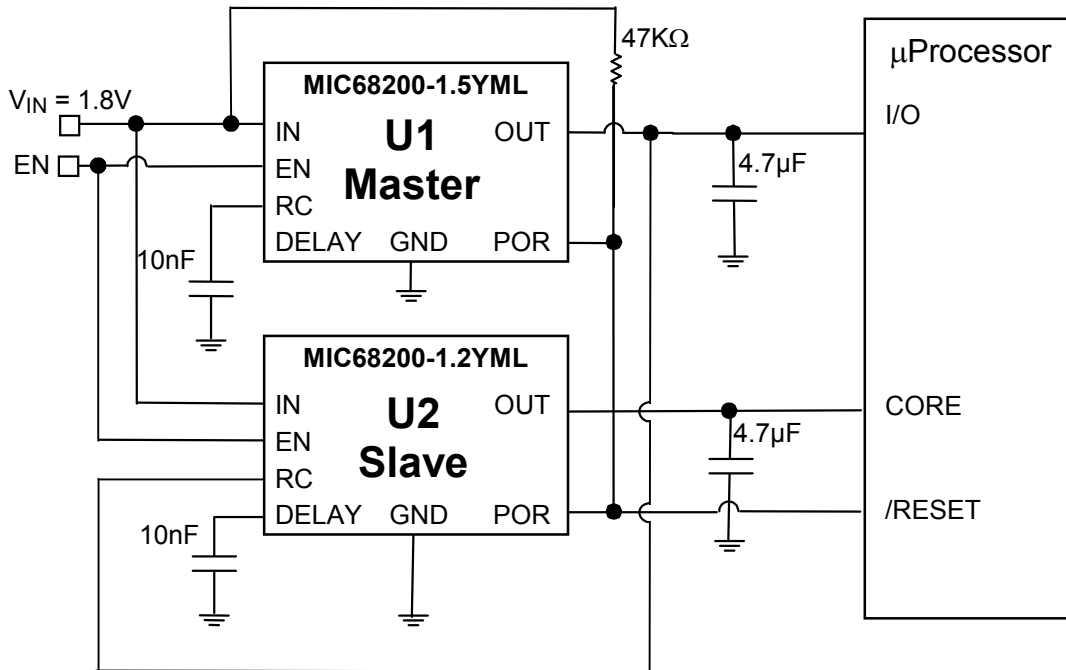 47KΩ
μProcessor
MIC68200-1.5YML
V_IN = 1.8V
I/O
IN
U1
OUT
EN
EN
4.7µF
Master
RC
DELAY
GND
POR
10nF
MIC68200-1.2YML
IN
U2
OUT
CORE
EN
4.7µF
Slave
RC
DELAY
GND
POR
/RESET
10nF